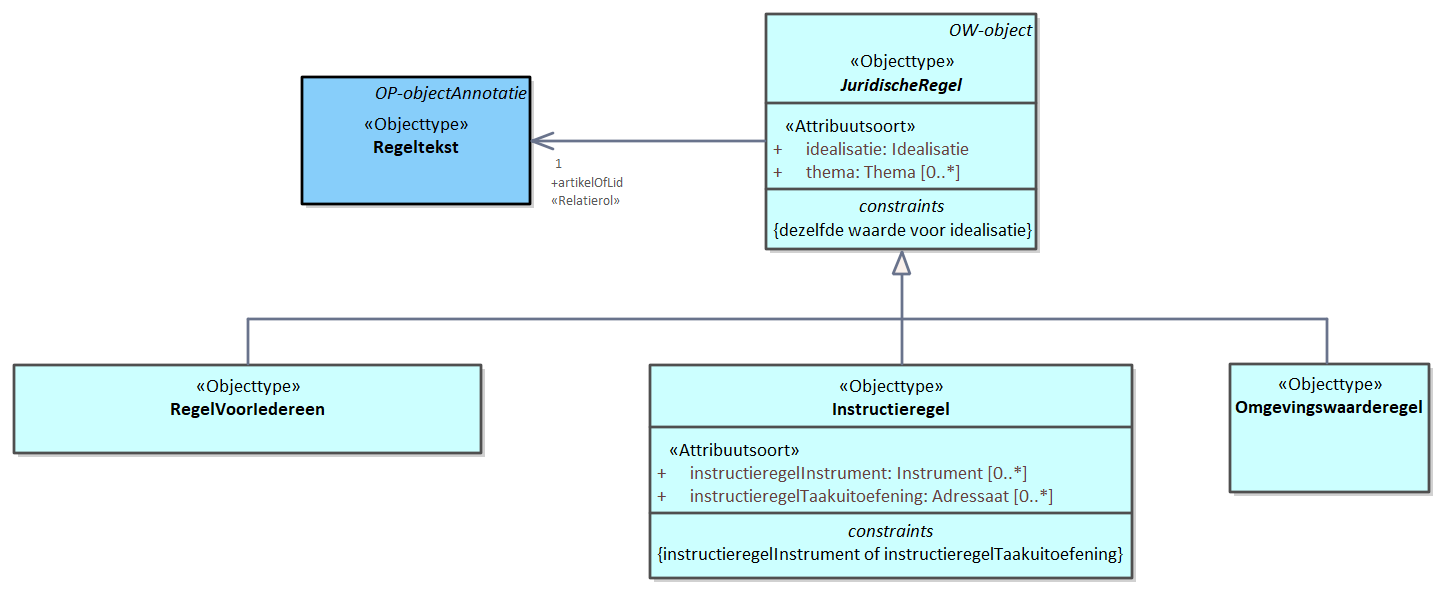 OW-object
«Objecttype»
JuridischeRegel
«Attribuutsoort»
+ idealisatie: Idealisatie
+ thema: Thema [0..*]
constraints
{dezelfde waarde voor idealisatie}
OP-objectAnnotatie
«Objecttype»
Regeltekst
1
+artikelOfLid
«Relatierol»
«Objecttype»
RegelVoorIedereen
«Objecttype»
Instructieregel
«Attribuutsoort»
+ instructieregelInstrument: Instrument [0..*]
+ instructieregelTaakuitoefening: Adressaat [0..*]
constraints
{instructieregelInstrument of instructieregelTaakuitoefening}
«Objecttype»
Omgevingswaarderegel